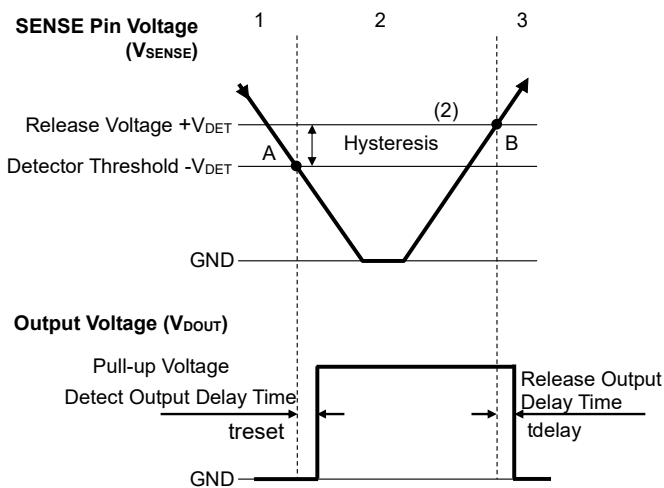 SENSE Pin Voltage
(VSENSE)
1 2 3
Release Voltage +VDET
(2)
A
Hysteresis
B
Detector Threshold -VDET
GND
Output Voltage (VDOUT)
Pull-up Voltage
Detect Output Delay Time
treset
Release Output
Delay Time
tdelay
GND